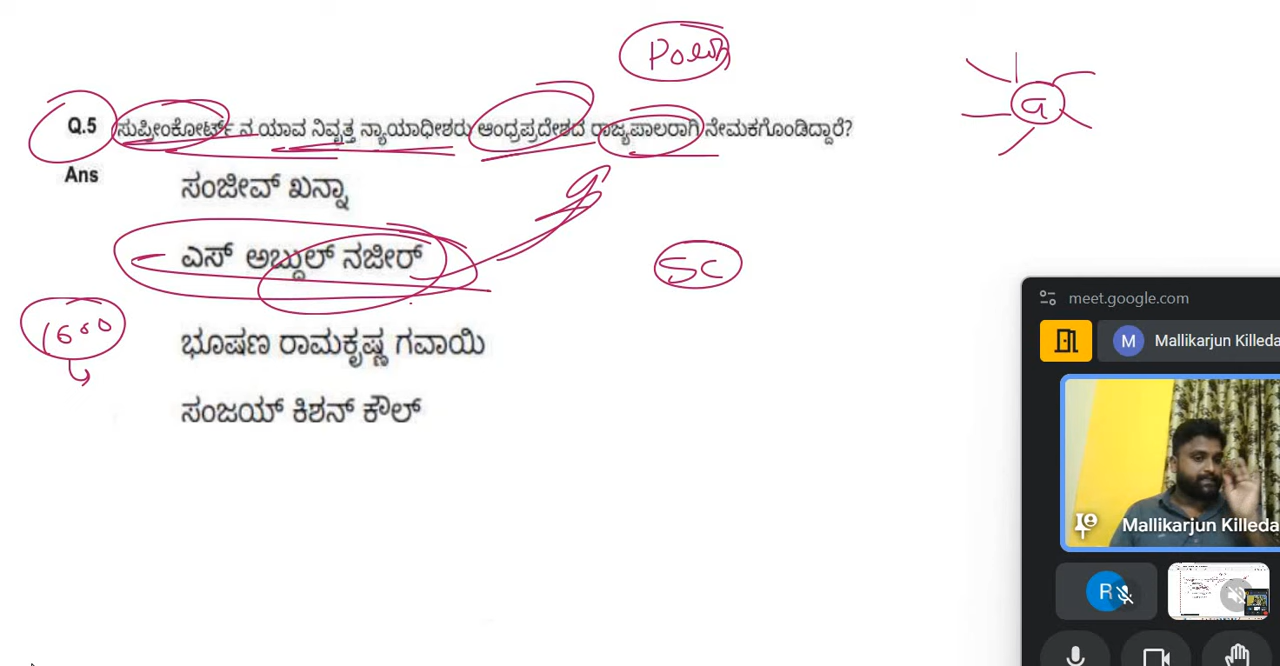 Q.5 ಸುಪ್ರೀಂಕೋರ್ಟ್ ನ ಯಾವ ನಿವೃತ್ತ ನ್ಯಾಯಾಧೀಶರು ಆಂಧ್ರಪ್ರದೇಶದ ರಾಜ್ಯಪಾಲರಾಗಿ ನೇಮಕಗೊಂಡಿದ್ದಾರೆ?
Ans
ಸಂಜೀವ್ ಖನ್ನಾ
ಎಸ್ ಅಬ್ದುಲ್ ನಜೀರ್
SC
1600
ಭೂಷಣ ರಾಮಕೃಷ್ಣ ಗವಾಯಿ
ಸಂಜಯ್ ಕಿಶನ್ ಕೌಲ್
meet.google.com
M Mallikarjun Killeda
Mallikarjun Killeda
R